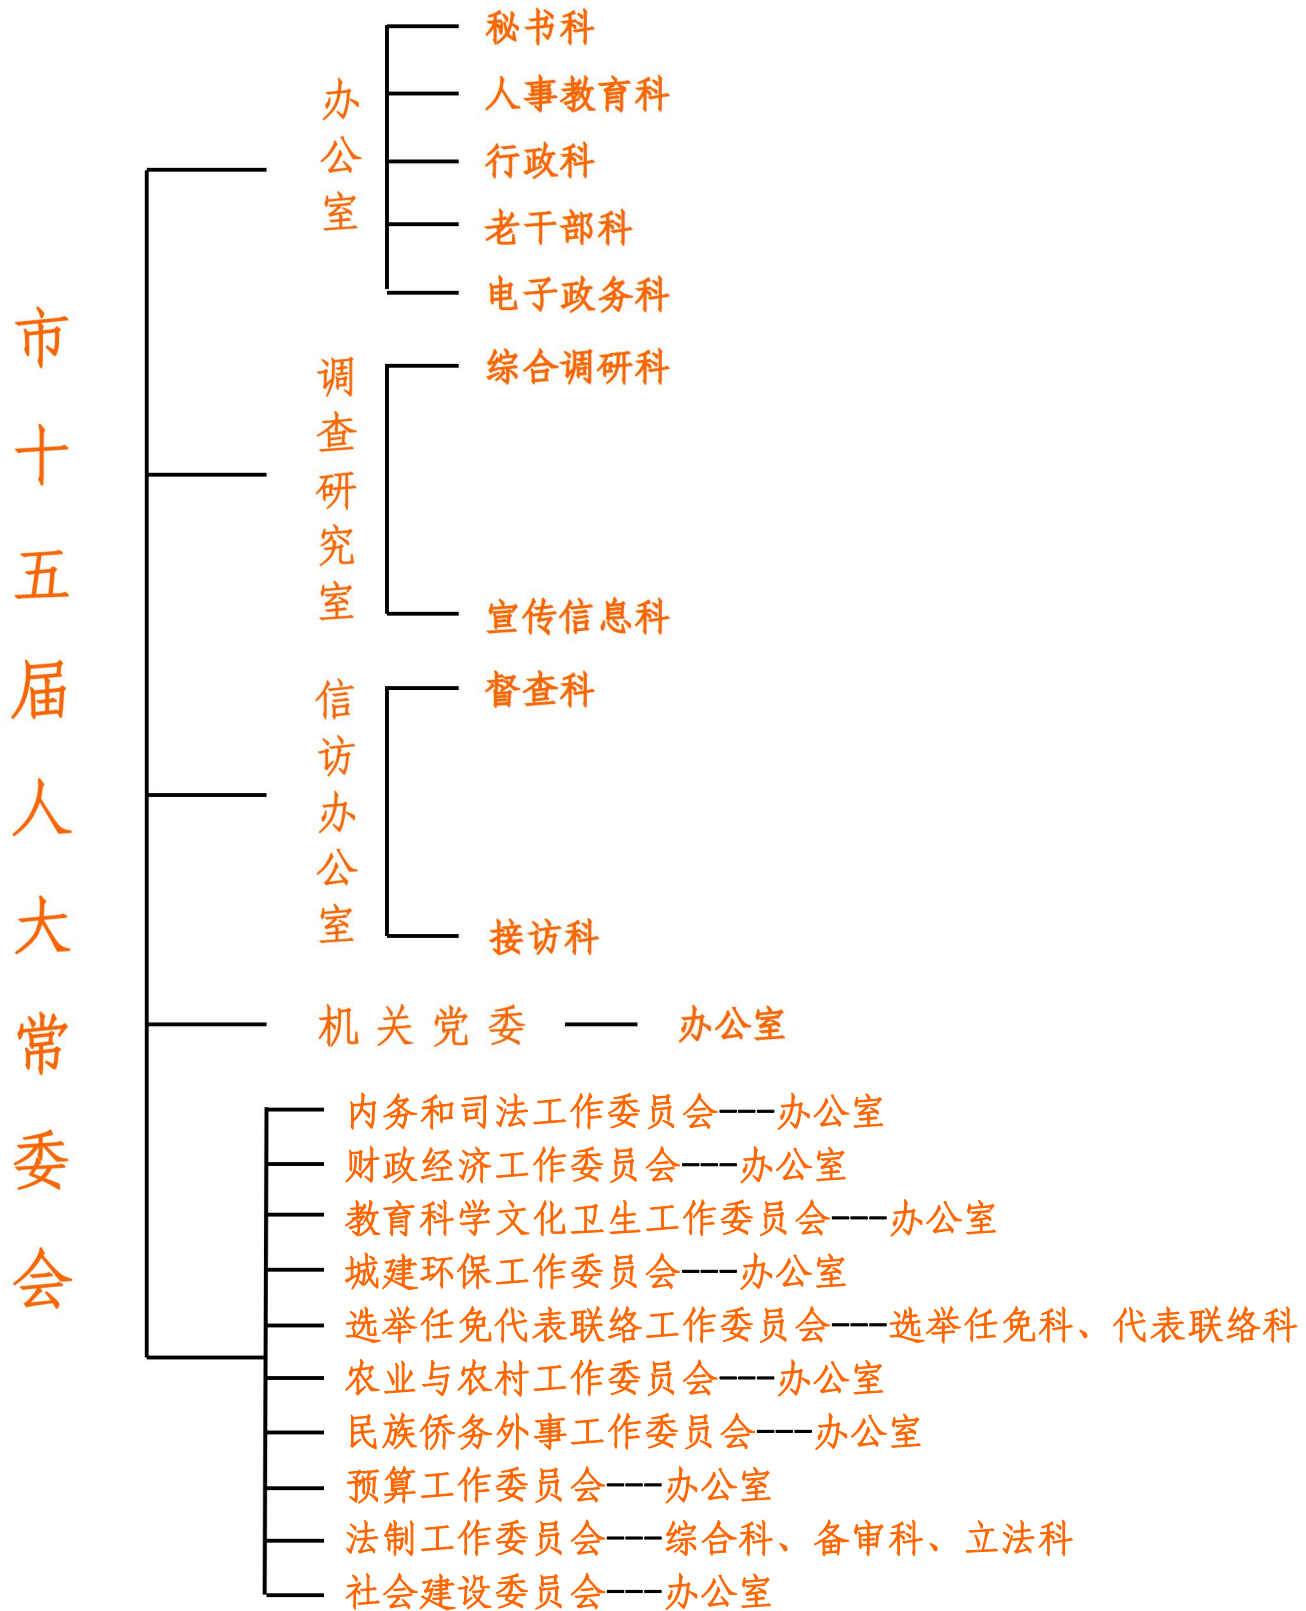 市十五届人大常委会
办公室
秘书科
人事教育科
行政科
老干部科
电子政务科
调查研究室
综合调研科
宣传信息科
信访办公室
督查科
接访科
机关党委 — 办公室
内务和司法工作委员会---办公室
财政经济工作委员会---办公室
教育科学文化卫生工作委员会---办公室
城建环保工作委员会---办公室
选举任免代表联络工作委员会---选举任免科、代表联络科
农业与农村工作委员会---办公室
民族侨务外事工作委员会---办公室
预算工作委员会---办公室
法制工作委员会---综合科、备审科、立法科
社会建设委员会---办公室